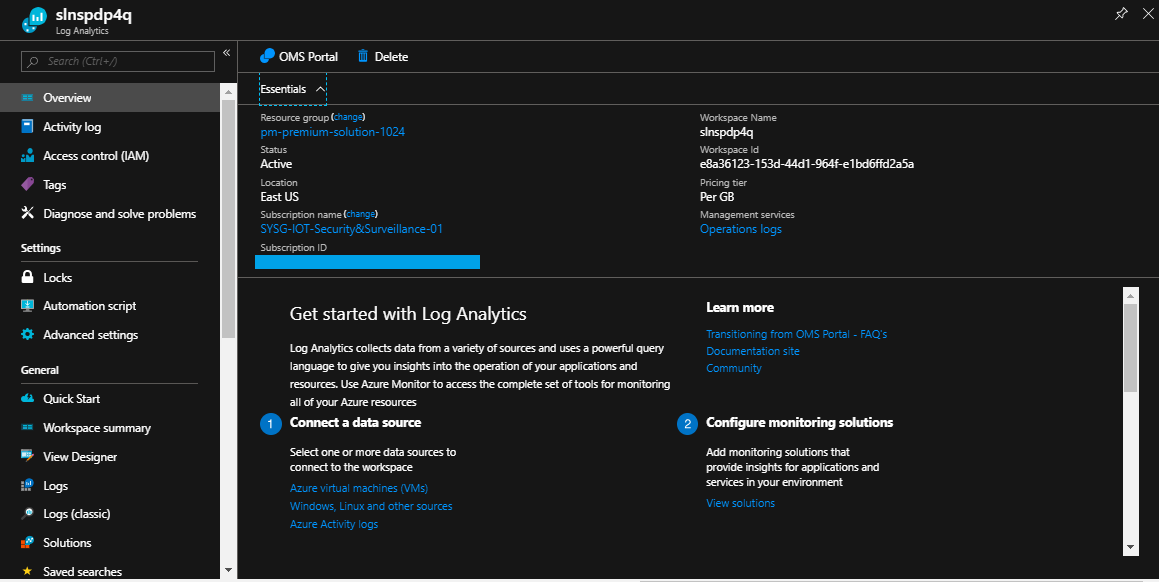 slnspdp4q
Log Analytics
Search (Ctrl+/)
Overview
Activity log
Access control (IAM)
Tags
Diagnose and solve problems
Settings
Locks
Automation script
Advanced settings
General
Quick Start
Workspace summary
View Designer
Logs
Logs (classic)
Solutions
Saved searches
OMS Portal
Delete
Essentials
Resource group (change)
pm-premium-solution-1024
Status
Active
Location
East US
Subscription name (change)
SYSG-IOT-Security&Surveillance-01
Subscription ID
Workspace Name
slnspdp4q
Workspace Id
e8a36123-153d-44d1-964f-e1bd6ffd2a5a
Pricing tier
Per GB
Management services
Operations logs
Get started with Log Analytics
Log Analytics collects data from a variety of sources and uses a powerful query
language to give you insights into the operation of your applications and
resources. Use Azure Monitor to access the complete set of tools for monitoring
all of your Azure resources
Learn more
Transitioning from OMS Portal - FAQ's
Documentation site
Community
1
Connect a data source
Select one or more data sources to
connect to the workspace
Azure virtual machines (VMs)
Windows, Linux and other sources
Azure Activity logs
2
Configure monitoring solutions
Add monitoring solutions that
provide insights for applications and
services in your environment
View solutions